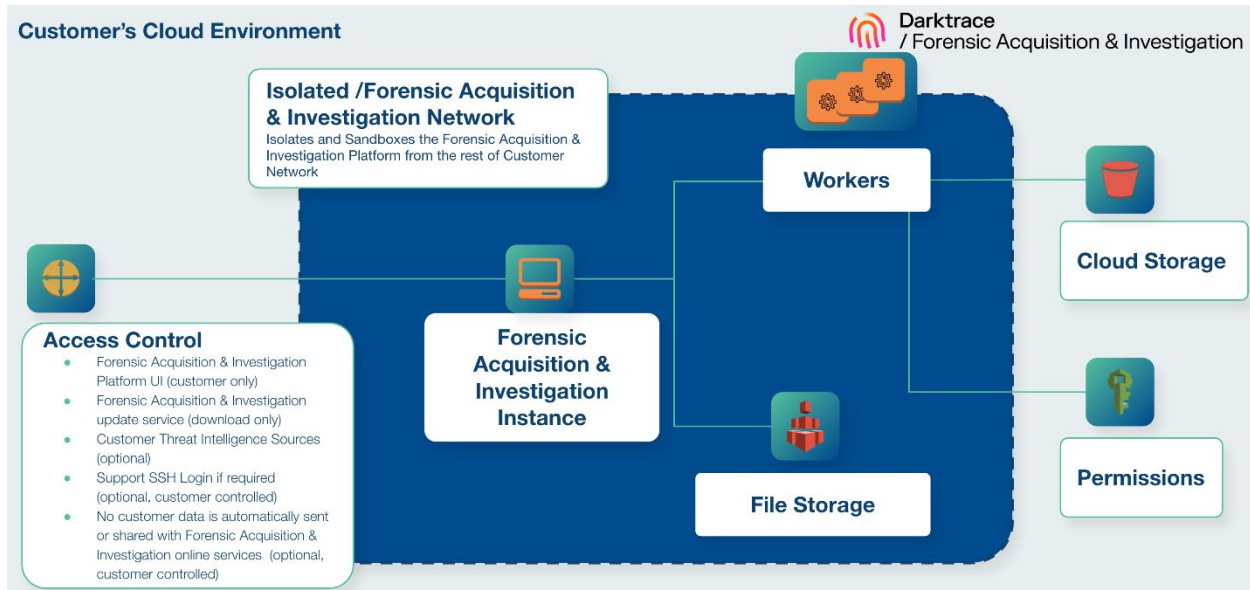 Customer's Cloud Environment
Darktrace
/ Forensic Acquisition & Investigation
Isolated /Forensic Acquisition
& Investigation Network
Isolates and Sandboxes the Forensic Acquisition &
Investigation Platform from the rest of Customer
Network
Workers
Cloud Storage
Access Control
● Forensic Acquisition & Investigation
Platform UI (customer only)
● Forensic Acquisition & Investigation
update service (download only)
● Customer Threat Intelligence Sources
(optional)
● Support SSH Login if required
(optional, customer controlled)
● No customer data is automatically sent
or shared with Forensic Acquisition &
Investigation online services (optional,
customer controlled)
Forensic
Acquisition &
Investigation
Instance
File Storage
Permissions